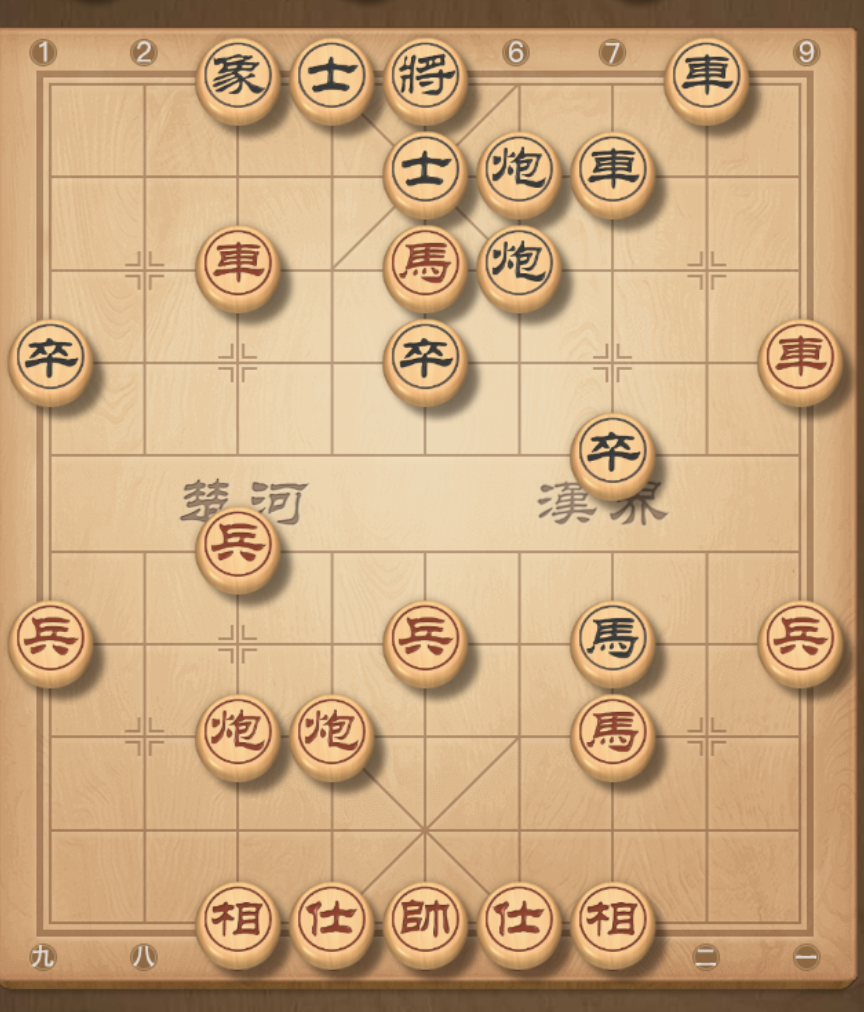 1 2 6 7 9
象 士 將 車
士 炮 車
車 馬 炮
卒 卒 車
卒
楚河 漢界
兵
兵 兵 馬 兵
炮 炮 馬
相 仕 帥 仕 相
九 八 二 一